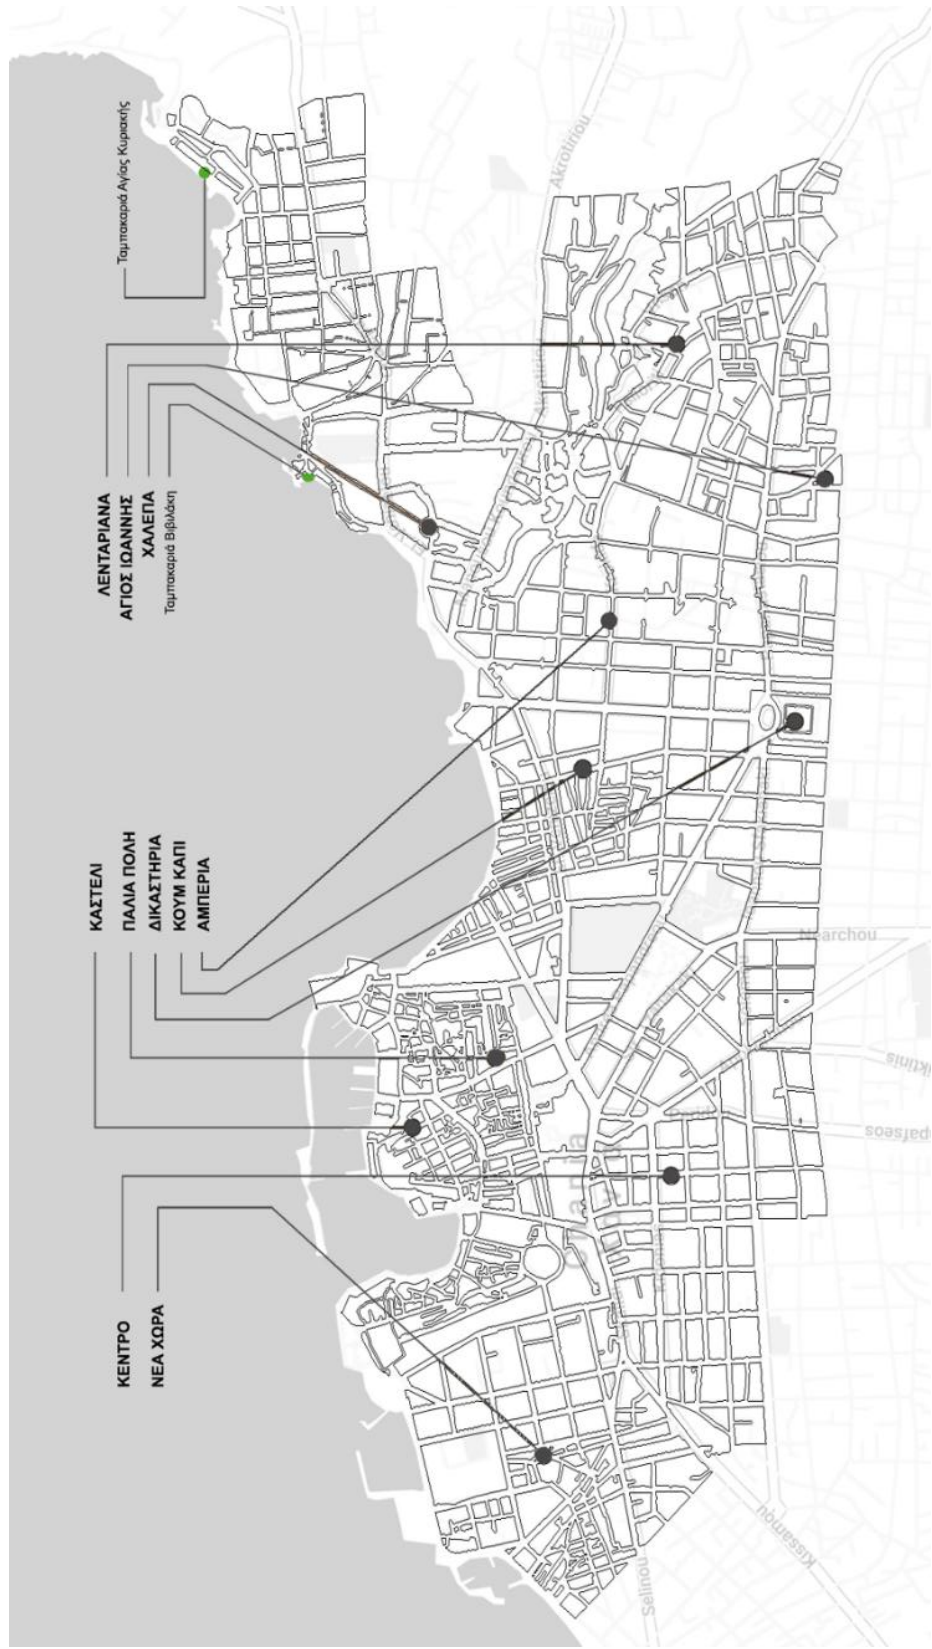 Ταμπακαριά Αγίας Κυριακής
ΛΕΝΤΑΡΙΑΝΑ
ΑΓΙΟΣ ΙΩΑΝΝΗΣ
ΧΑΛΕΠΑ
Ταμπακαριά Βιβιλάκη
ΚΑΣΤΕΛΙ
ΠΑΛΙΑ ΠΟΛΗ
ΔΙΚΑΣΤΗΡΙΑ
ΚΟΥΜ ΚΑΠΙ
ΑΜΠΕΡΙΑ
ΚΕΝΤΡΟ
ΝΕΑ ΧΩΡΑ
Akrotiriou
Nearchou
Kissamou
Selinou